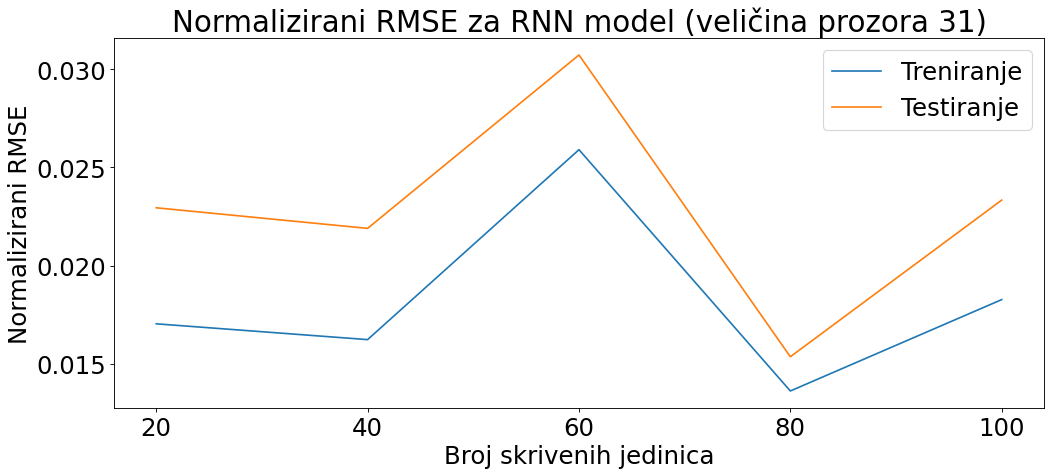 Normalizirani RMSE za RNN model (veličina prozora 31)
Treniranje
Testiranje
Normalizirani RMSE
0.030
0.025
0.020
0.015
20 40 60 80 100
Broj skrivenih jedinica